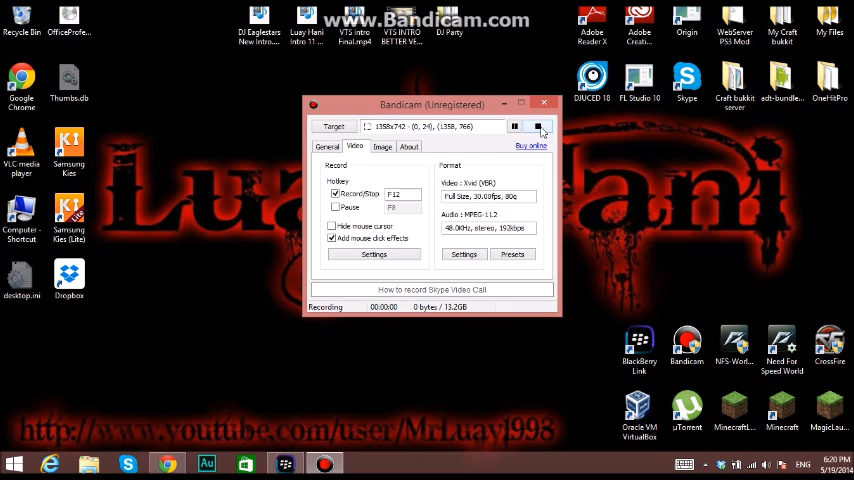 www.Bandicam.com
Recycle Bin
OfficeProfe...
DJ Eaglestars New Intro....
Luay Hani Intro 11
VTS intro Final.mp4
VTS INTRO BETTER VE...
DJ Party
Adobe Reader X
Adobe Creati...
Origin
WebServer PS3 Mod
My Craft bukkit
My Files
Google Chrome
Thumbs.db
DJUCED 18
FL Studio 10
Skype
Craft bukkit server
adt-bundle...
OneHitPro
VLC media player
Samsung Kies
Computer - Shortcut
Samsung Kies (Lite)
desktop.ini
Dropbox
Bandicam (Unregistered)
Target
1358x742 - (0, 24), (1358, 766)
General
Video
Image
About
Buy online
Record
Hotkey
Record/Stop
F12
Pause
F8
Hide mouse cursor
Add mouse click effects
Settings
Format
Video : Xvid (VBR)
Full Size, 30.00fps, 80q
Audio : MPEG-1 L2
48.0KHz, stereo, 192kbps
Settings
Presets
How to record Skype Video Call
Recording
00:00:00
0 bytes / 13.2GB
Luay Hani
BlackBerry Link
Bandicam
NFS-Worl...
Need For Speed World
CrossFire
Oracle VM VirtualBox
µTorrent
MinecraftL...
Minecraft
MagicLau...
http://www.youtube.com/user/MrLuay1998
ENG
6:20 PM
5/19/2014